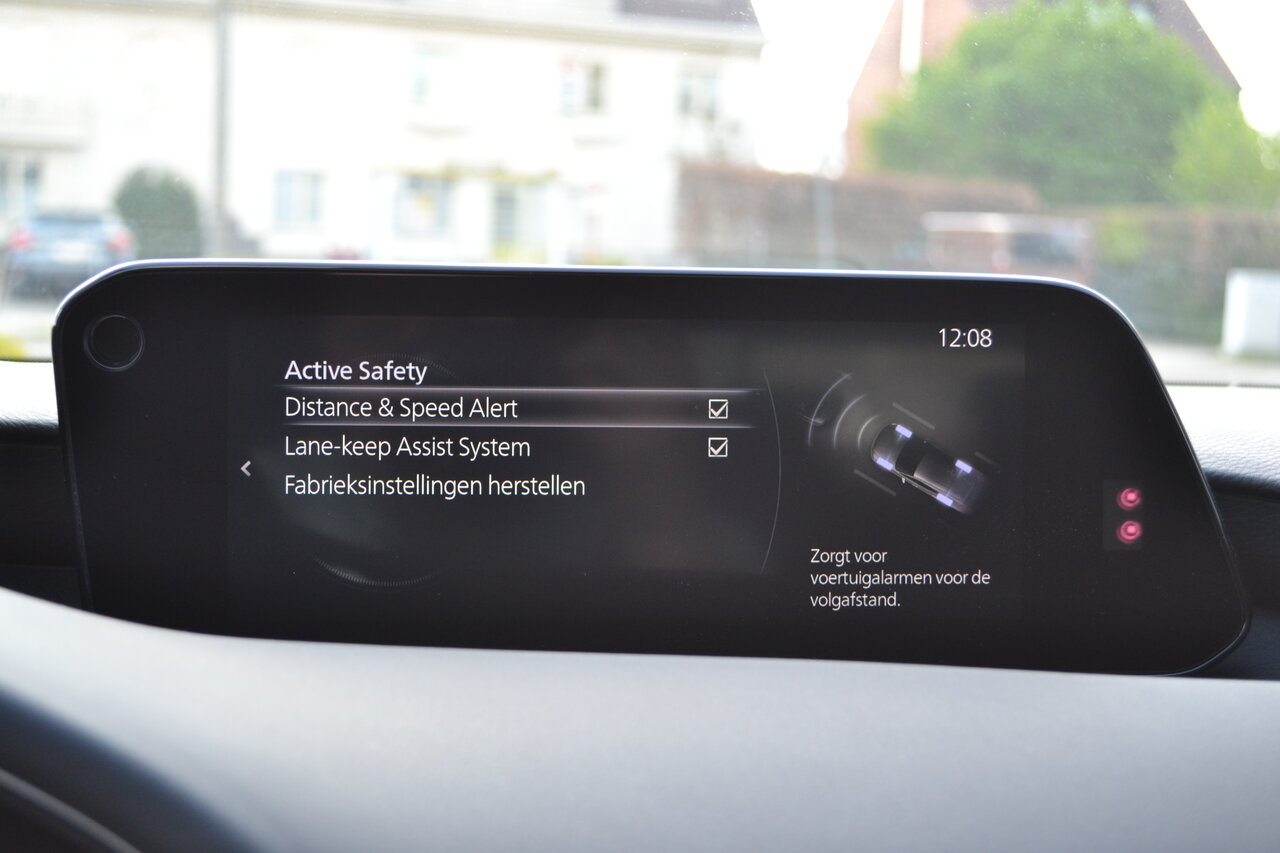 12:08
Active Safety
Distance & Speed Alert
Lane-keep Assist System
Fabrieksinstellingen herstellen
Zorgt voor
voertuigalarmen voor de
volgafstand.